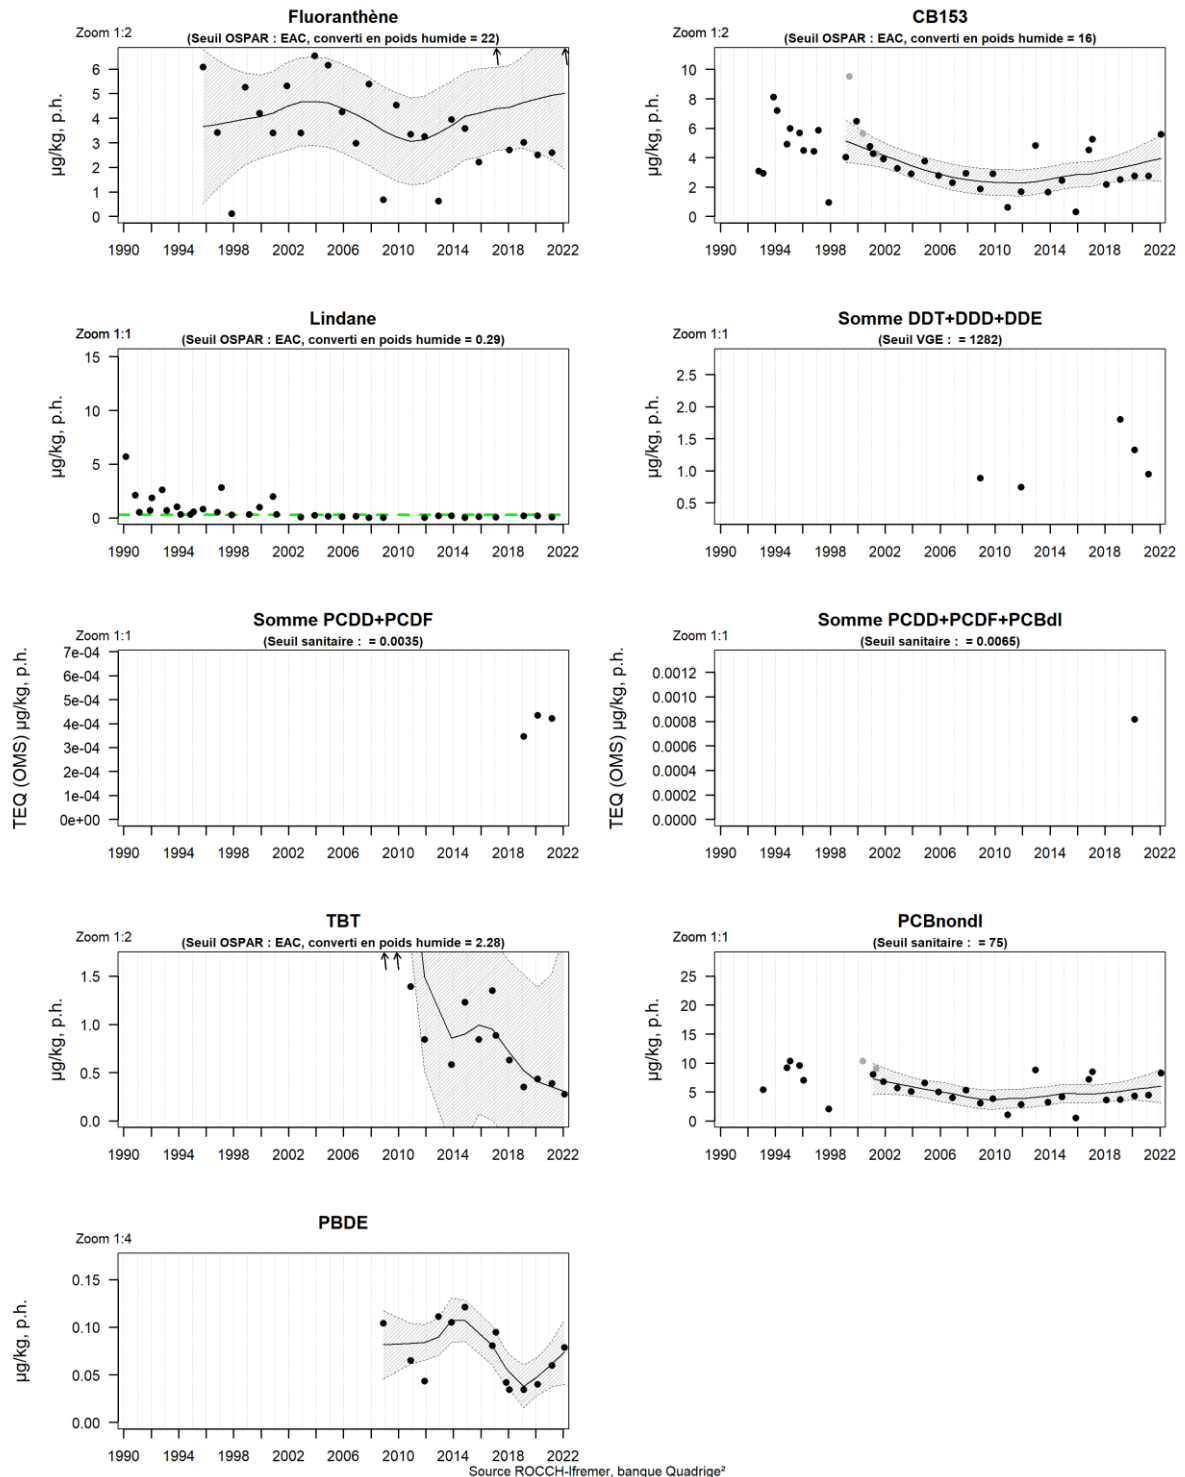 Fluoranthène
Zoom 1:2
(Seuil OSPAR : EAC, converti en poids humide = 22)
µg/kg, p.h.
6
5
4
3
2
1
0
1990 1994 1998 2002 2006 2010 2014 2018 2022
CB153
Zoom 1:2
(Seuil OSPAR : EAC, converti en poids humide = 16)
µg/kg, p.h.
10
8
6
4
2
0
1990 1994 1998 2002 2006 2010 2014 2018 2022
Lindane
Zoom 1:1
(Seuil OSPAR : EAC, converti en poids humide = 0.29)
µg/kg, p.h.
15
10
5
0
1990 1994 1998 2002 2006 2010 2014 2018 2022
Somme DDT+DDD+DDE
Zoom 1:1
(Seuil VGE :  = 1282)
µg/kg, p.h.
2.5
2.0
1.5
1.0
0.5
1990 1994 1998 2002 2006 2010 2014 2018 2022
Somme PCDD+PCDF
Zoom 1:1
(Seuil sanitaire :  = 0.0035)
TEQ (OMS) µg/kg, p.h.
7e-04
6e-04
5e-04
4e-04
3e-04
2e-04
1e-04
0e+00
1990 1994 1998 2002 2006 2010 2014 2018 2022
Somme PCDD+PCDF+PCBdl
Zoom 1:1
(Seuil sanitaire :  = 0.0065)
TEQ (OMS) µg/kg, p.h.
0.0012
0.0010
0.0008
0.0006
0.0004
0.0002
0.0000
1990 1994 1998 2002 2006 2010 2014 2018 2022
TBT
Zoom 1:2
(Seuil OSPAR : EAC, converti en poids humide = 2.28)
µg/kg, p.h.
1.5
1.0
0.5
0.0
1990 1994 1998 2002 2006 2010 2014 2018 2022
PCBnondl
Zoom 1:1
(Seuil sanitaire :  = 75)
µg/kg, p.h.
25
20
15
10
5
0
1990 1994 1998 2002 2006 2010 2014 2018 2022
PBDE
Zoom 1:4
µg/kg, p.h.
0.15
0.10
0.05
0.00
1990 1994 1998 2002 2006 2010 2014 2018 2022
Source ROCCH-Ifremer, banque Quadrige²